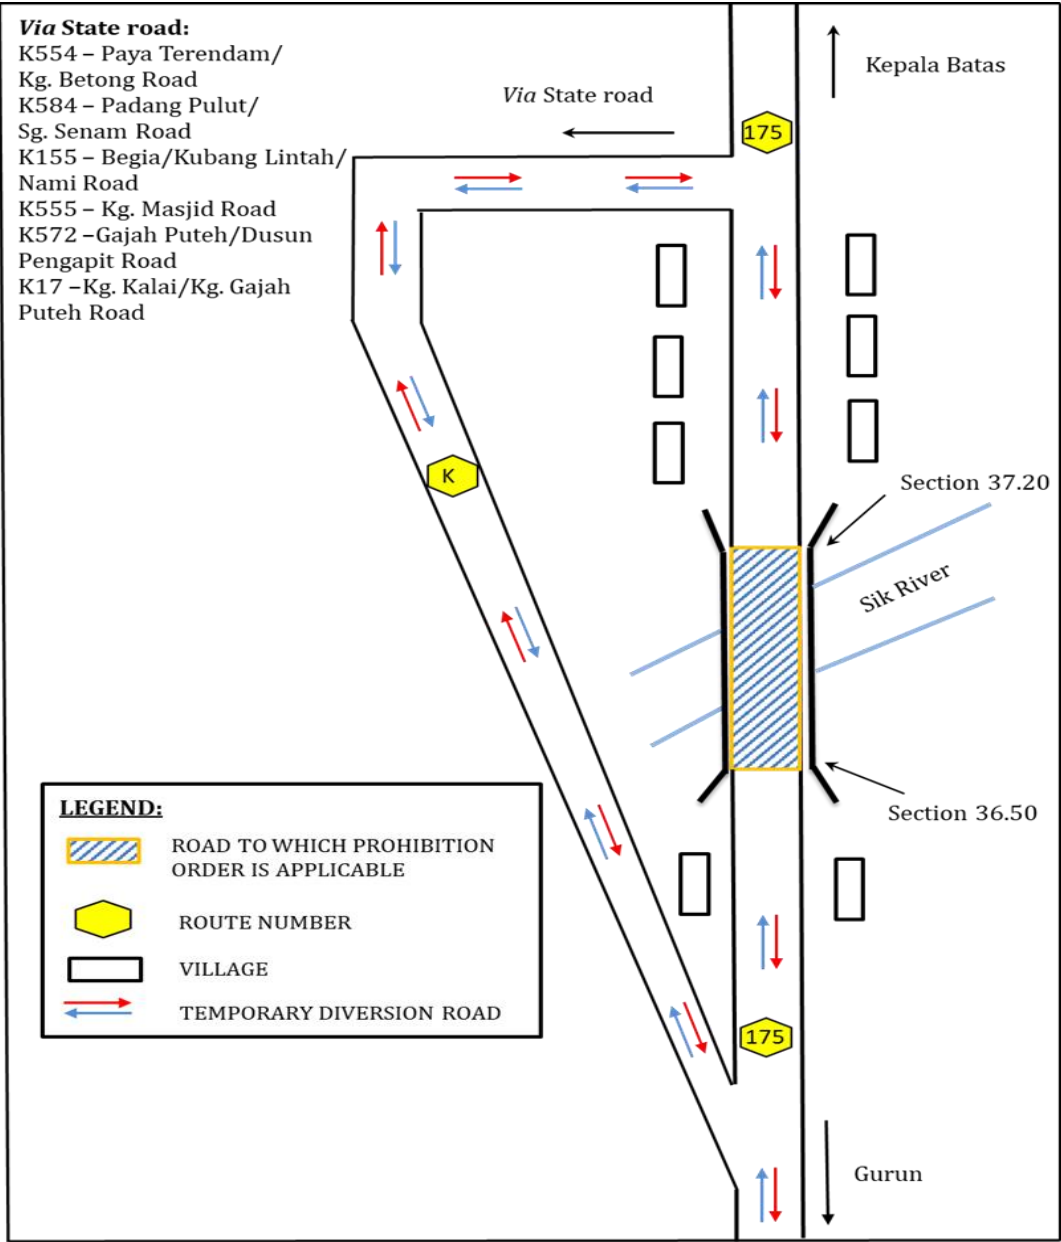 Via State road:
K554 – Paya Terendam/
Kg. Betong Road
K584 – Padang Pulut/
Sg. Senam Road
K155 – Begia/Kubang Lintah/
Nami Road
K555 – Kg. Masjid Road
K572 –Gajah Puteh/Dusun
Pengapit Road
K17 –Kg. Kalai/Kg. Gajah
Puteh Road
Via State road
Kepala Batas
175
K
Section 37.20
Sik River
Section 36.50
LEGEND:
ROAD TO WHICH PROHIBITION
ORDER IS APPLICABLE
ROUTE NUMBER
VILLAGE
TEMPORARY DIVERSION ROAD
175
Gurun